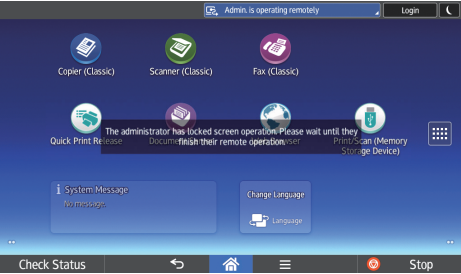 Admin. is operating remotely
Login
Copier (Classic)
Scanner (Classic)
Fax (Classic)
The administrator has locked screen operation. Please wait until they
finish their remote operation.
Quick Print Release
Browser
Print/Scan (Memory
Storage Device)
i System Message
No message.
Change Language
Language
Check Status
Stop